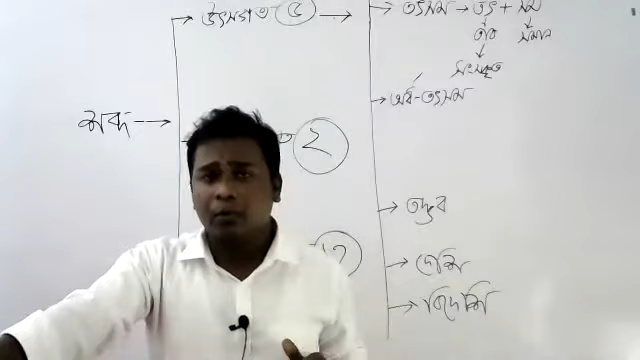 শব্দ
উৎসগত ৫
তৎসম → তৎ + সম
তার সমান
সংস্কৃত
অর্ধ-তৎসম
২
তদ্ভব
দেশি
বিদেশি